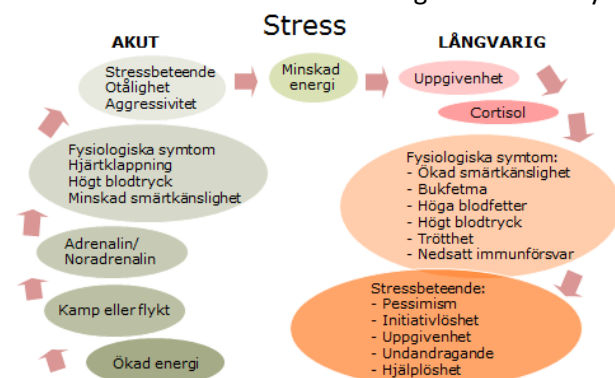 Stress
AKUT
LÅNGVARIG
Stressbeteende
Otålighet
Aggressivitet
Minskad
energi
Uppgivenhet
Cortisol
Fysiologiska symtom
Hjärtklappning
Högt blodtryck
Minskad smärtkänslighet
Fysiologiska symtom:
- Ökad smärtkänslighet
- Bukfetma
- Höga blodfetter
- Högt blodtryck
- Trötthet
- Nedsatt immunförsvar
Adrenalin/
Noradrenalin
Kamp eller flykt
Ökad energi
Stressbeteende:
- Pessimism
- Initiativlöshet
- Uppgivenhet
- Undandragande
- Hjälplöshet